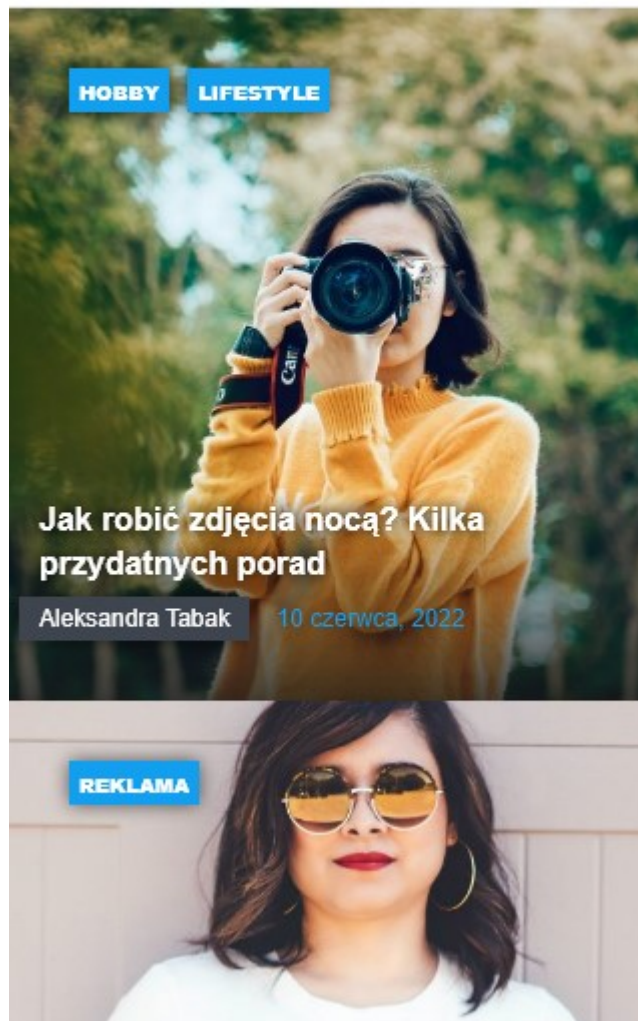 HOBBY LIFESTYLE
Jak robić zdjęcia nocą? Kilka
przydatnych porad
Aleksandra Tabak 10 czerwca, 2022
REKLAMA